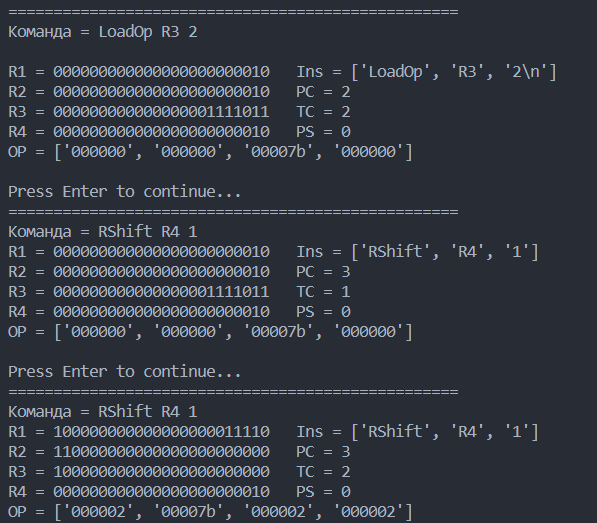 ==================================================
Команда = LoadOp R3 2
R1 = 000000000000000000000010   Ins = ['LoadOp', 'R3', '2\n']
R2 = 000000000000000000000010   PC = 2
R3 = 000000000000000001111011   TC = 2
R4 = 000000000000000000000010   PS = 0
OP = ['000000', '000000', '00007b', '000000']
Press Enter to continue...
==================================================
Команда = RShift R4 1
R1 = 000000000000000000000010   Ins = ['RShift', 'R4', '1']
R2 = 000000000000000000000010   PC = 3
R3 = 000000000000000001111011   TC = 1
R4 = 000000000000000000000010   PS = 0
OP = ['000000', '000000', '00007b', '000000']
Press Enter to continue...
==================================================
Команда = RShift R4 1
R1 = 100000000000000000011110   Ins = ['RShift', 'R4', '1']
R2 = 110000000000000000000000   PC = 3
R3 = 100000000000000000000000   TC = 2
R4 = 000000000000000000000010   PS = 0
OP = ['000002', '00007b', '000002', '000002']